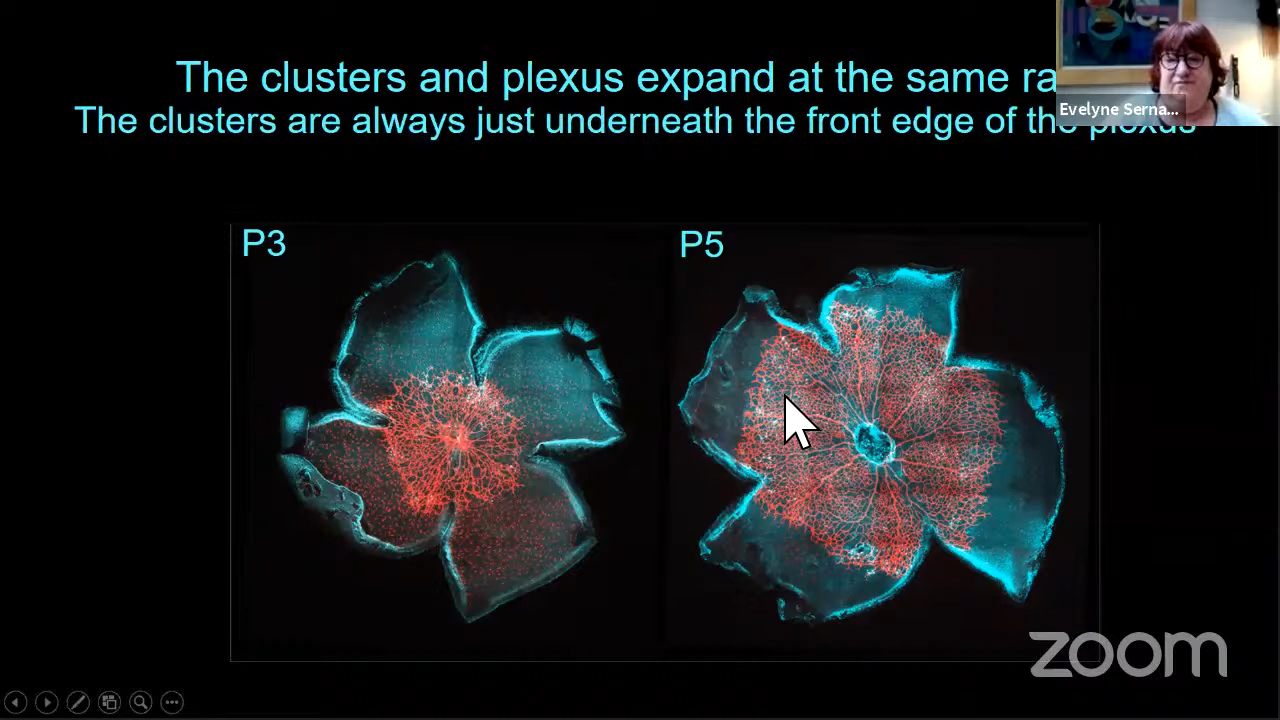 The clusters and plexus expand at the same ra
The clusters are always just underneath the front edge of the plexus
Evelyne Serna...
P3
P5
zoom